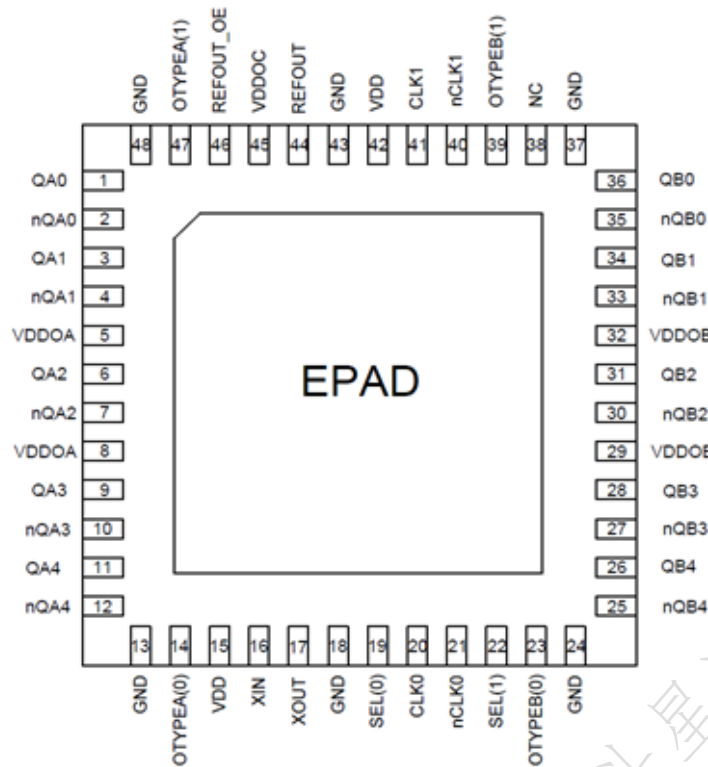 GND OTYPEA(1) REFOUT_OE VDDOC REFOUT GND VDD CLK1 nCLK1 OTYPEB(1) NC GND
48 47 46 45 44 43 42 41 40 39 38 37
QA0 1 36 QB0
nQA0 2 35 nQB0
QA1 3 34 QB1
nQA1 4 33 nQB1
VDDOA 5 32 VDDOB
QA2 6 31 QB2
EPAD
nQA2 7 30 nQB2
VDDOA 8 29 VDDOB
QA3 9 28 QB3
nQA3 10 27 nQB3
QA4 11 26 QB4
nQA4 12 25 nQB4
13 14 15 16 17 18 19 20 21 22 23 24
GND OTYPEA(0) VDD XIN XOUT GND SEL(0) CLK0 nCLK0 SEL(1) OTYPEB(0) GND
星